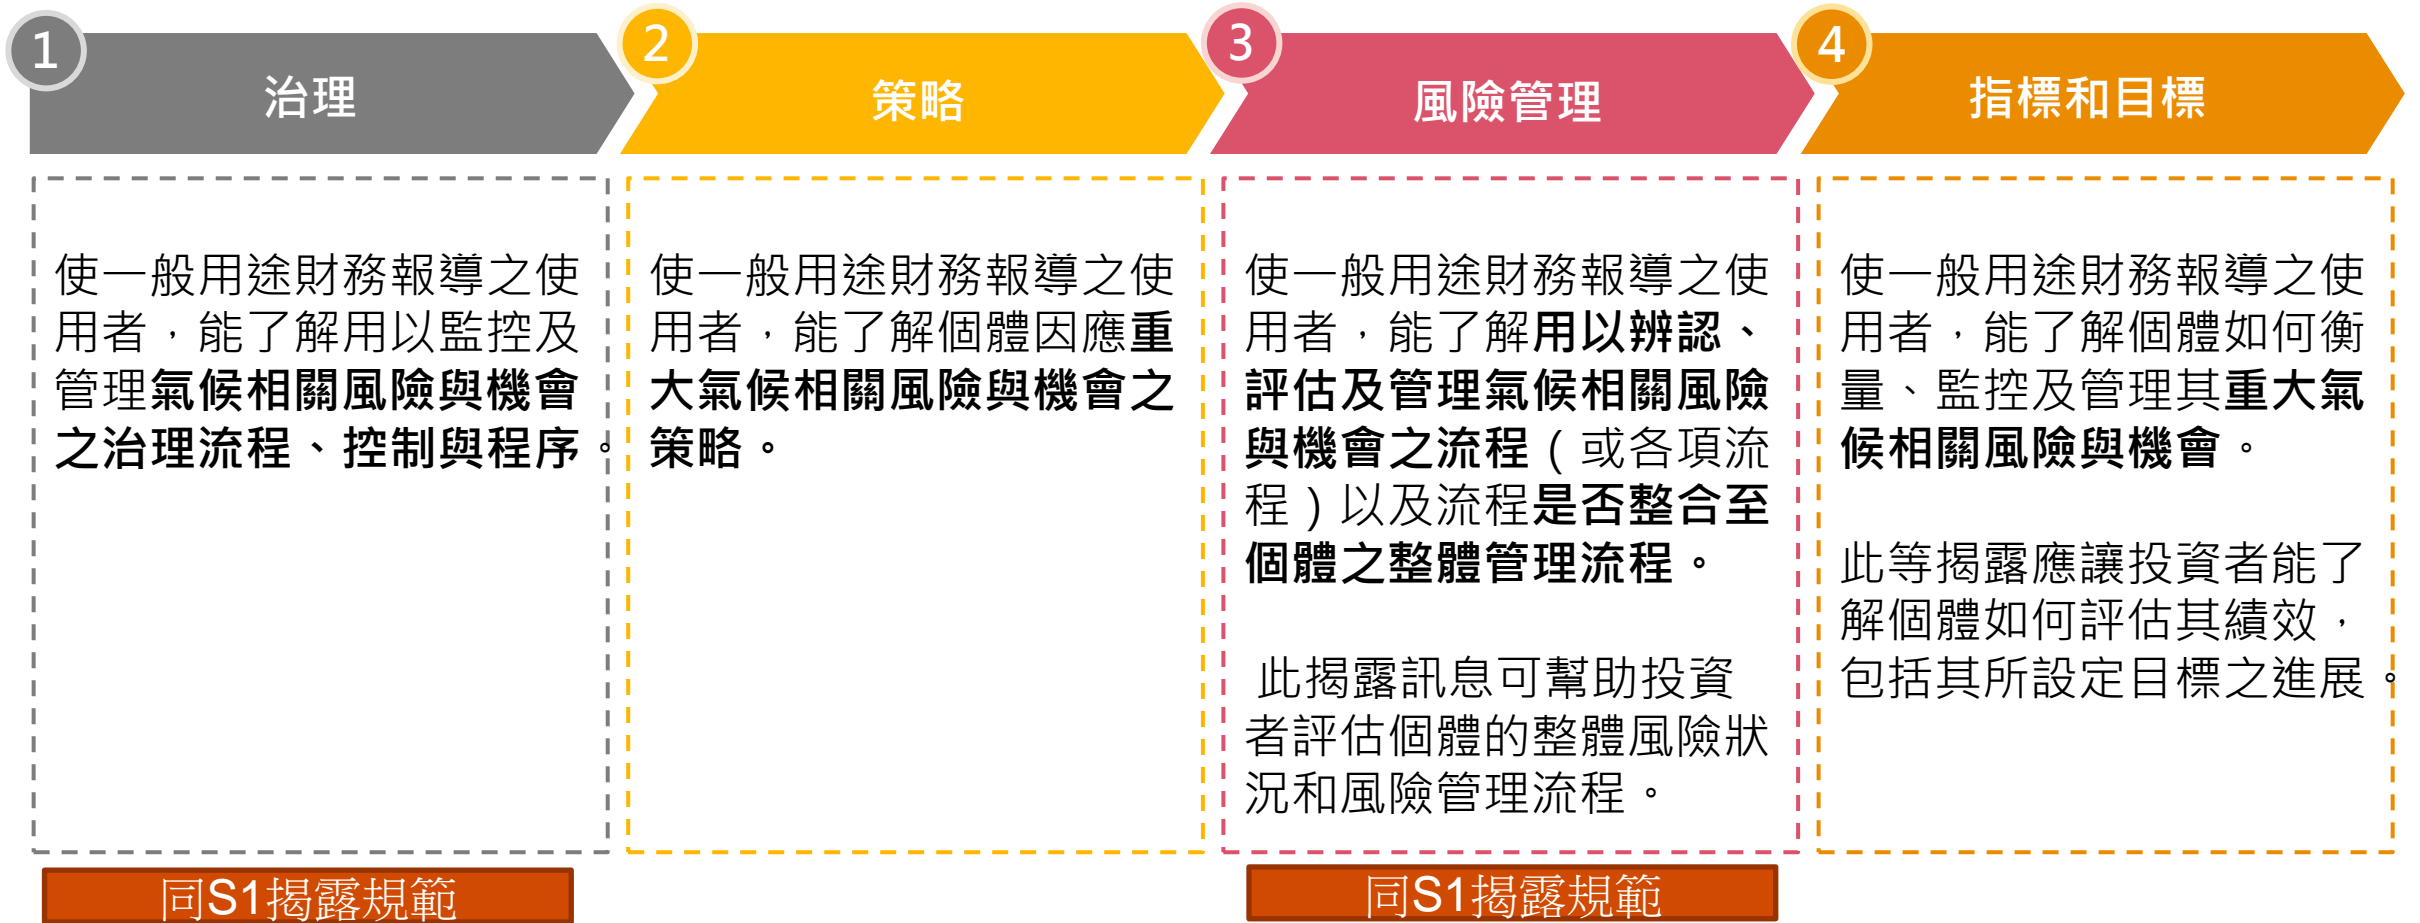 1
治理
使一般用途財務報導之使
用者，能了解用以監控及
管理氣候相關風險與機會
之治理流程、控制與程序。
同S1揭露規範
2
策略
使一般用途財務報導之使
用者，能了解個體因應重
大氣候相關風險與機會之
策略。
3
風險管理
使一般用途財務報導之使
用者，能了解用以辨認、
評估及管理氣候相關風險
與機會之流程（或各項流
程）以及流程是否整合至
個體之整體管理流程。
此揭露訊息可幫助投資
者評估個體的整體風險狀
況和風險管理流程。
同S1揭露規範
4
指標和目標
使一般用途財務報導之使
用者，能了解個體如何衡
量、監控及管理其重大氣
候相關風險與機會。
此等揭露應讓投資者能了
解個體如何評估其績效，
包括其所設定目標之進展。